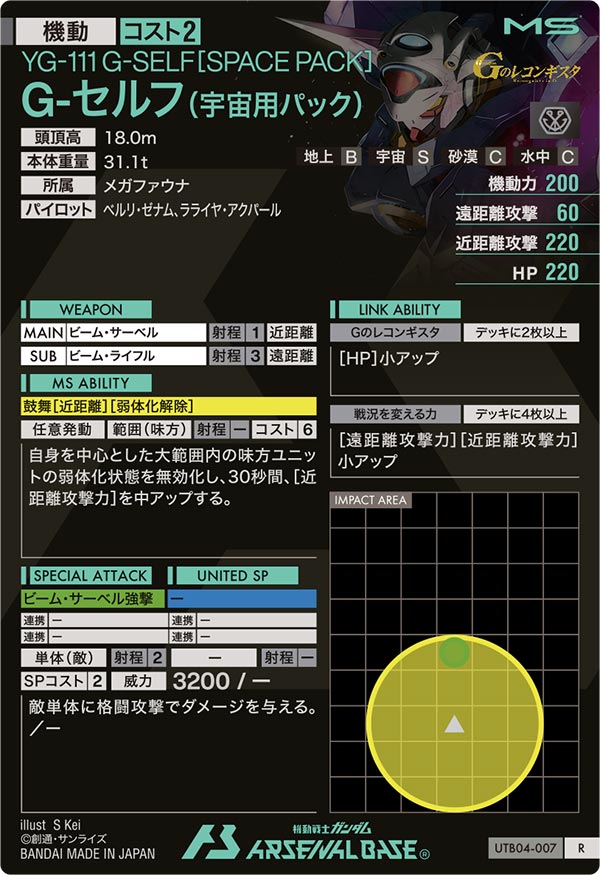 機動 コスト2 MS
YG-111 G-SELF[SPACE PACK]
G-セルフ(宇宙用パック)
Gのレコンギスタ
頭頂高 18.0m
本体重量 31.1t
地上 B 宇宙 S 砂漠 C 水中 C
所属 メガファウナ
機動力 200
パイロット ベルリ・ゼナム、ラライヤ・アクパール
遠距離攻撃 60
近距離攻撃 220
HP 220
WEAPON
MAIN ビーム・サーベル 射程 1 近距離
SUB ビーム・ライフル 射程 3 遠距離
MS ABILITY
鼓舞[近距離][弱体化解除]
任意発動 範囲(味方) 射程 ー コスト 6
自身を中心とした大範囲内の味方ユニ
ットの弱体化状態を無効化し、30秒間、[近
距離攻撃力]を中アップする。
LINK ABILITY
Gのレコンギスタ デッキに2枚以上
[HP]小アップ
戦況を変える力 デッキに4枚以上
[遠距離攻撃力][近距離攻撃力]
小アップ
IMPACT AREA
SPECIAL ATTACK UNITED SP
ビーム・サーベル強撃 ー
連携 ー 連携 ー
連携 ー 連携 ー
単体(敵) 射程 2 ー 射程 ー
SPコスト 2 威力 3200 / ー
敵単体に格闘攻撃でダメージを与える。
/ー
illust S Kei
©創通・サンライズ
BANDAI MADE IN JAPAN
機動戦士ガンダム
AB ARSENAL BASE®
UTB04-007 R